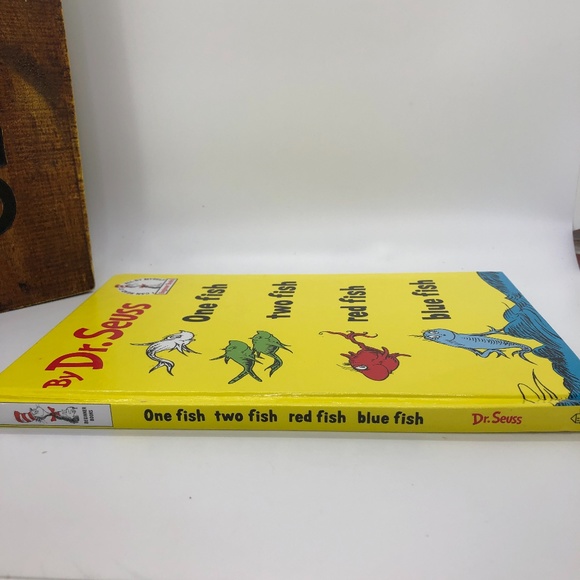 By Dr. Seuss
One fish
two fish
red fish
blue fish
One fish two fish red fish blue fish
Dr. Seuss